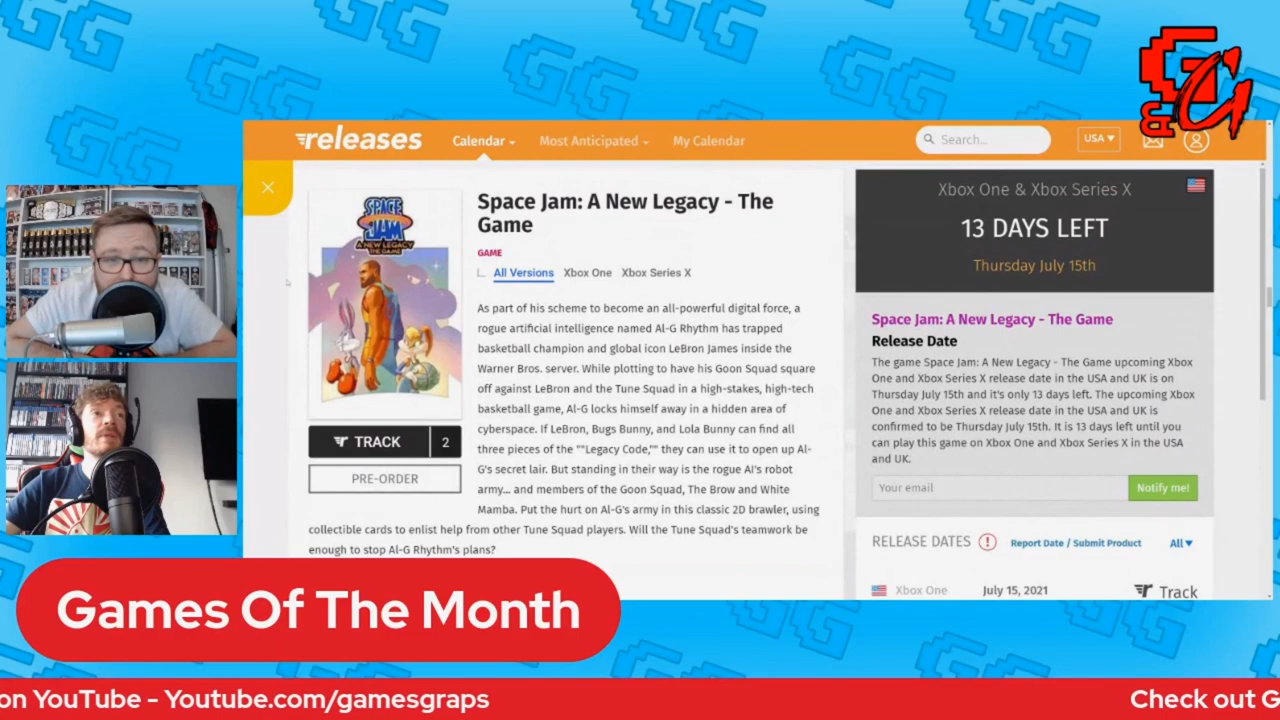 releases
Calendar
Most Anticipated
My Calendar
Search...
USA
G
&G
SPACE
JAM
A NEW LEGACY
THE GAME
Space Jam: A New Legacy - The
Game
GAME
All Versions Xbox One Xbox Series X
As part of his scheme to become an all-powerful digital force, a
rogue artificial intelligence named Al-G Rhythm has trapped
basketball champion and global icon LeBron James inside the
Warner Bros. server. While plotting to have his Goon Squad square
off against LeBron and the Tune Squad in a high-stakes, high-tech
basketball game, Al-G locks himself away in a hidden area of
cyberspace. If LeBron, Bugs Bunny, and Lola Bunny can find all
three pieces of the ""Legacy Code,"" they can use it to open up Al-
G's secret lair. But standing in their way is the rogue AI's robot
army... and members of the Goon Squad, The Brow and White
Mamba. Put the hurt on Al-G's army in this classic 2D brawler, using
collectible cards to enlist help from other Tune Squad players. Will the Tune Squad's teamwork be
enough to stop Al-G Rhythm's plans?
TRACK 2
PRE-ORDER
Xbox One & Xbox Series X
13 DAYS LEFT
Thursday July 15th
Space Jam: A New Legacy - The Game
Release Date
The game Space Jam: A New Legacy - The Game upcoming Xbox
One and Xbox Series X release date in the USA and UK is on
Thursday July 15th and it's only 13 days left. The upcoming Xbox
One and Xbox Series X release date in the USA and UK is
confirmed to be Thursday July 15th. It is 13 days left until you
can play this game on Xbox One and Xbox Series X in the USA
and UK.
Your email
Notify me!
RELEASE DATES
Report Date / Submit Product
All
Xbox One July 15, 2021 Track
Games Of The Month
on YouTube - Youtube.com/gamesgraps
Check out G